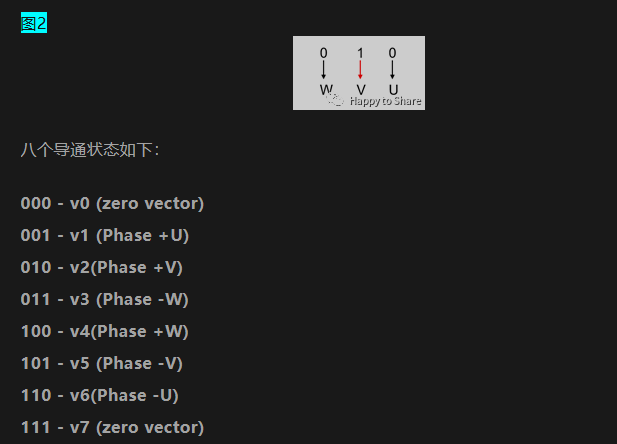 图2
0 1 0
W V U
Happy to Share
八个导通状态如下：
000 - v0 (zero vector)
001 - v1 (Phase +U)
010 - v2(Phase +V)
011 - v3 (Phase -W)
100 - v4(Phase +W)
101 - v5 (Phase -V)
110 - v6(Phase -U)
111 - v7 (zero vector)